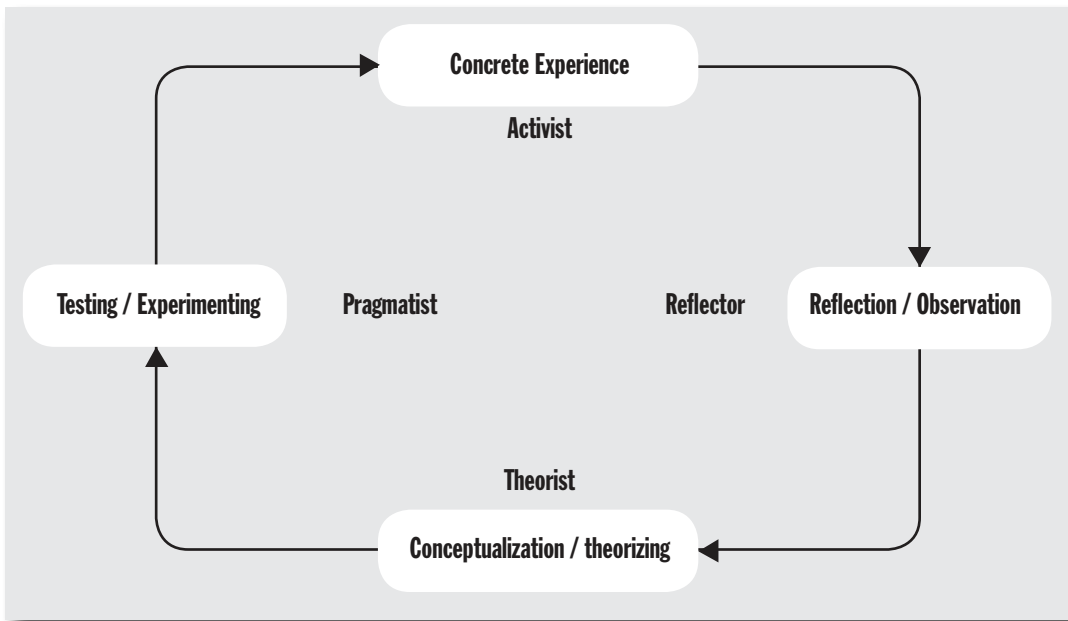 Concrete Experience
Activist
Testing / Experimenting
Pragmatist
Reflector
Reflection / Observation
Theorist
Conceptualization / theorizing